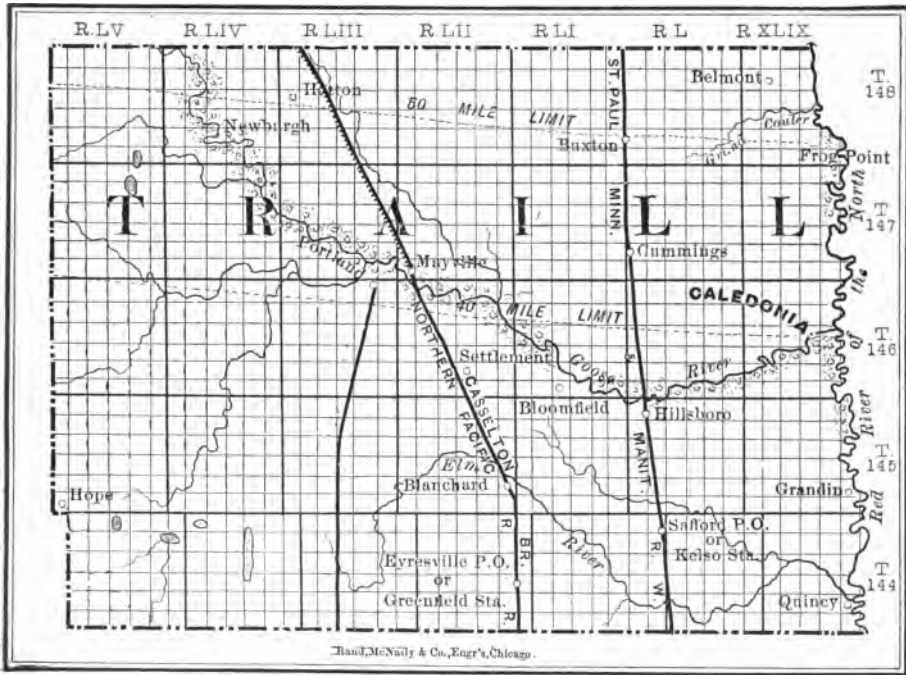 R.LV R.LIV R.LIII R.LII R.LI R.L R.XLIX
T. 148
Belmont
Hatton
50 MILE LIMIT
Newburgh
Buxton
Couler
Frog Point
T R A I L L
T. 147
Portland
Mayville
Cummings
CALEDONIA
40 MILE LIMIT
T. 146
Settlement
Goose River
Bloomfield
Hillsboro
T. 145
Hope
Elm River
Blanchard
Grandin
Safford P.O.
or
Kelso Sta.
Eyresville P.O.
or
Greenfield Sta.
T. 144
Quincy
ST. PAUL MINN. & MANIT. R. W.
NORTHERN PACIFIC R. R.
CASSELTON BR.
Red River of the North
Rand, McNally & Co., Engr's, Chicago.